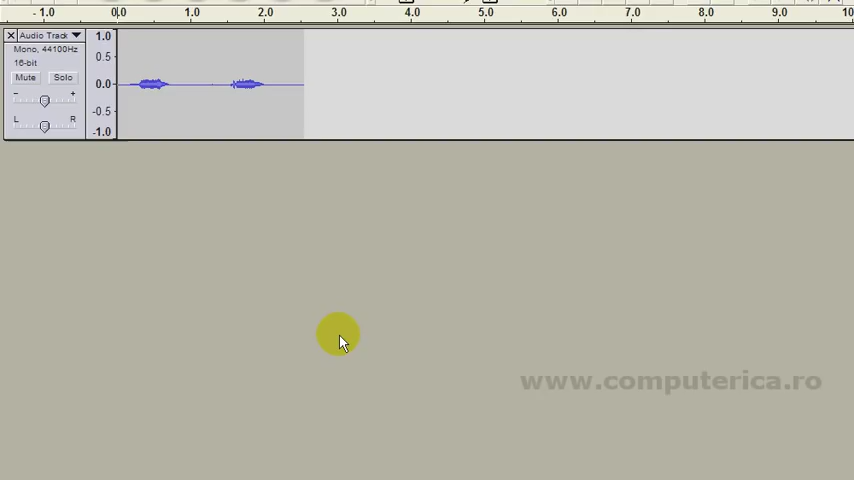 - 1.0 0.0 1.0 2.0 3.0 4.0 5.0 6.0 7.0 8.0 9.0 10
Audio Track 1.0
Mono, 44100Hz
16-bit 0.5
Mute Solo 0.0
- +
L R -0.5
-1.0
www.computerica.ro